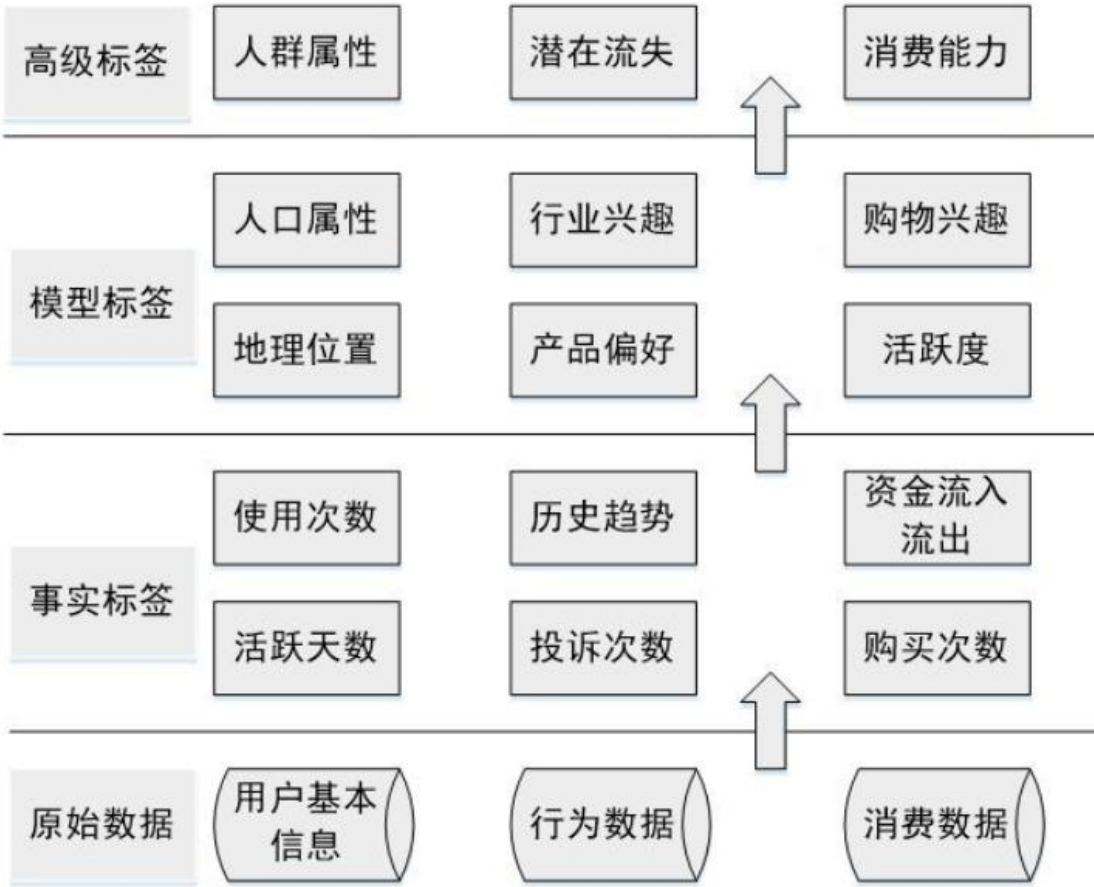 高级标签
人群属性
潜在流失
消费能力
模型标签
人口属性
行业兴趣
购物兴趣
地理位置
产品偏好
活跃度
事实标签
使用次数
历史趋势
资金流入
流出
活跃天数
投诉次数
购买次数
原始数据
用户基本
信息
行为数据
消费数据